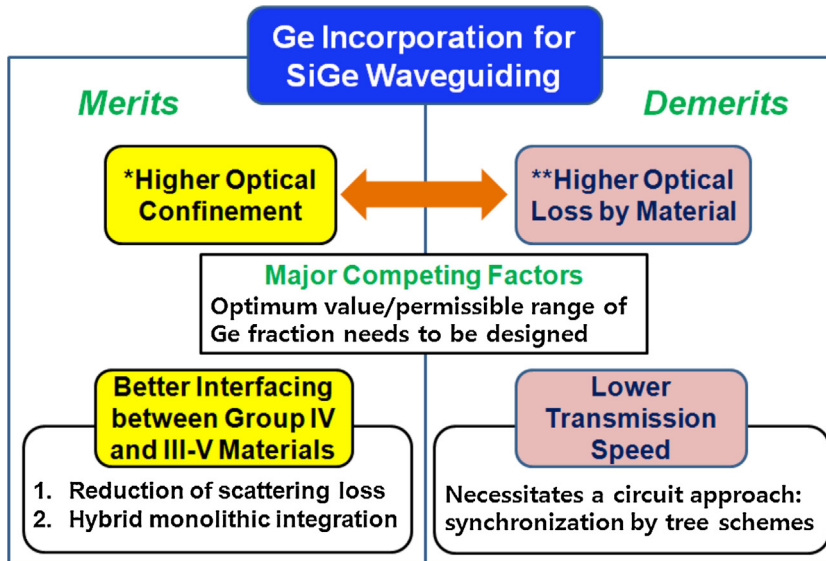 Ge Incorporation for
SiGe Waveguiding
Merits
Demerits
*Higher Optical
Confinement
**Higher Optical
Loss by Material
Major Competing Factors
Optimum value/permissible range of
Ge fraction needs to be designed
Better Interfacing
between Group IV
and III-V Materials
1. Reduction of scattering loss
2. Hybrid monolithic integration
Lower
Transmission
Speed
Necessitates a circuit approach:
synchronization by tree schemes